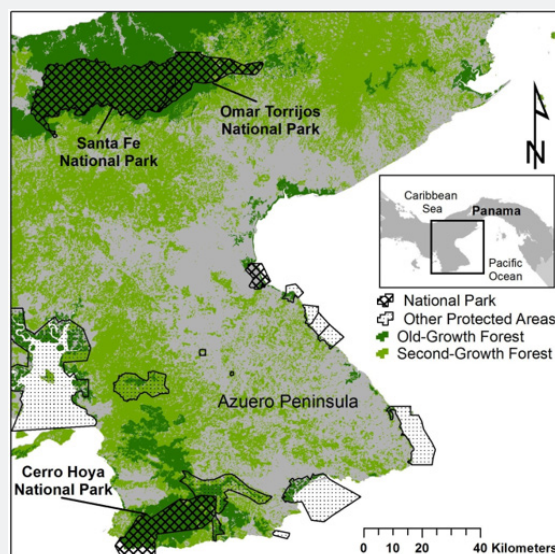 Omar Torrijos
National Park
Santa Fe
National Park
Caribbean
Sea
Panama
Pacific
Ocean
N
National Park
Other Protected Areas
Old-Growth Forest
Second-Growth Forest
Azuero Peninsula
Cerro Hoya
National Park
0 10 20 40 Kilometers